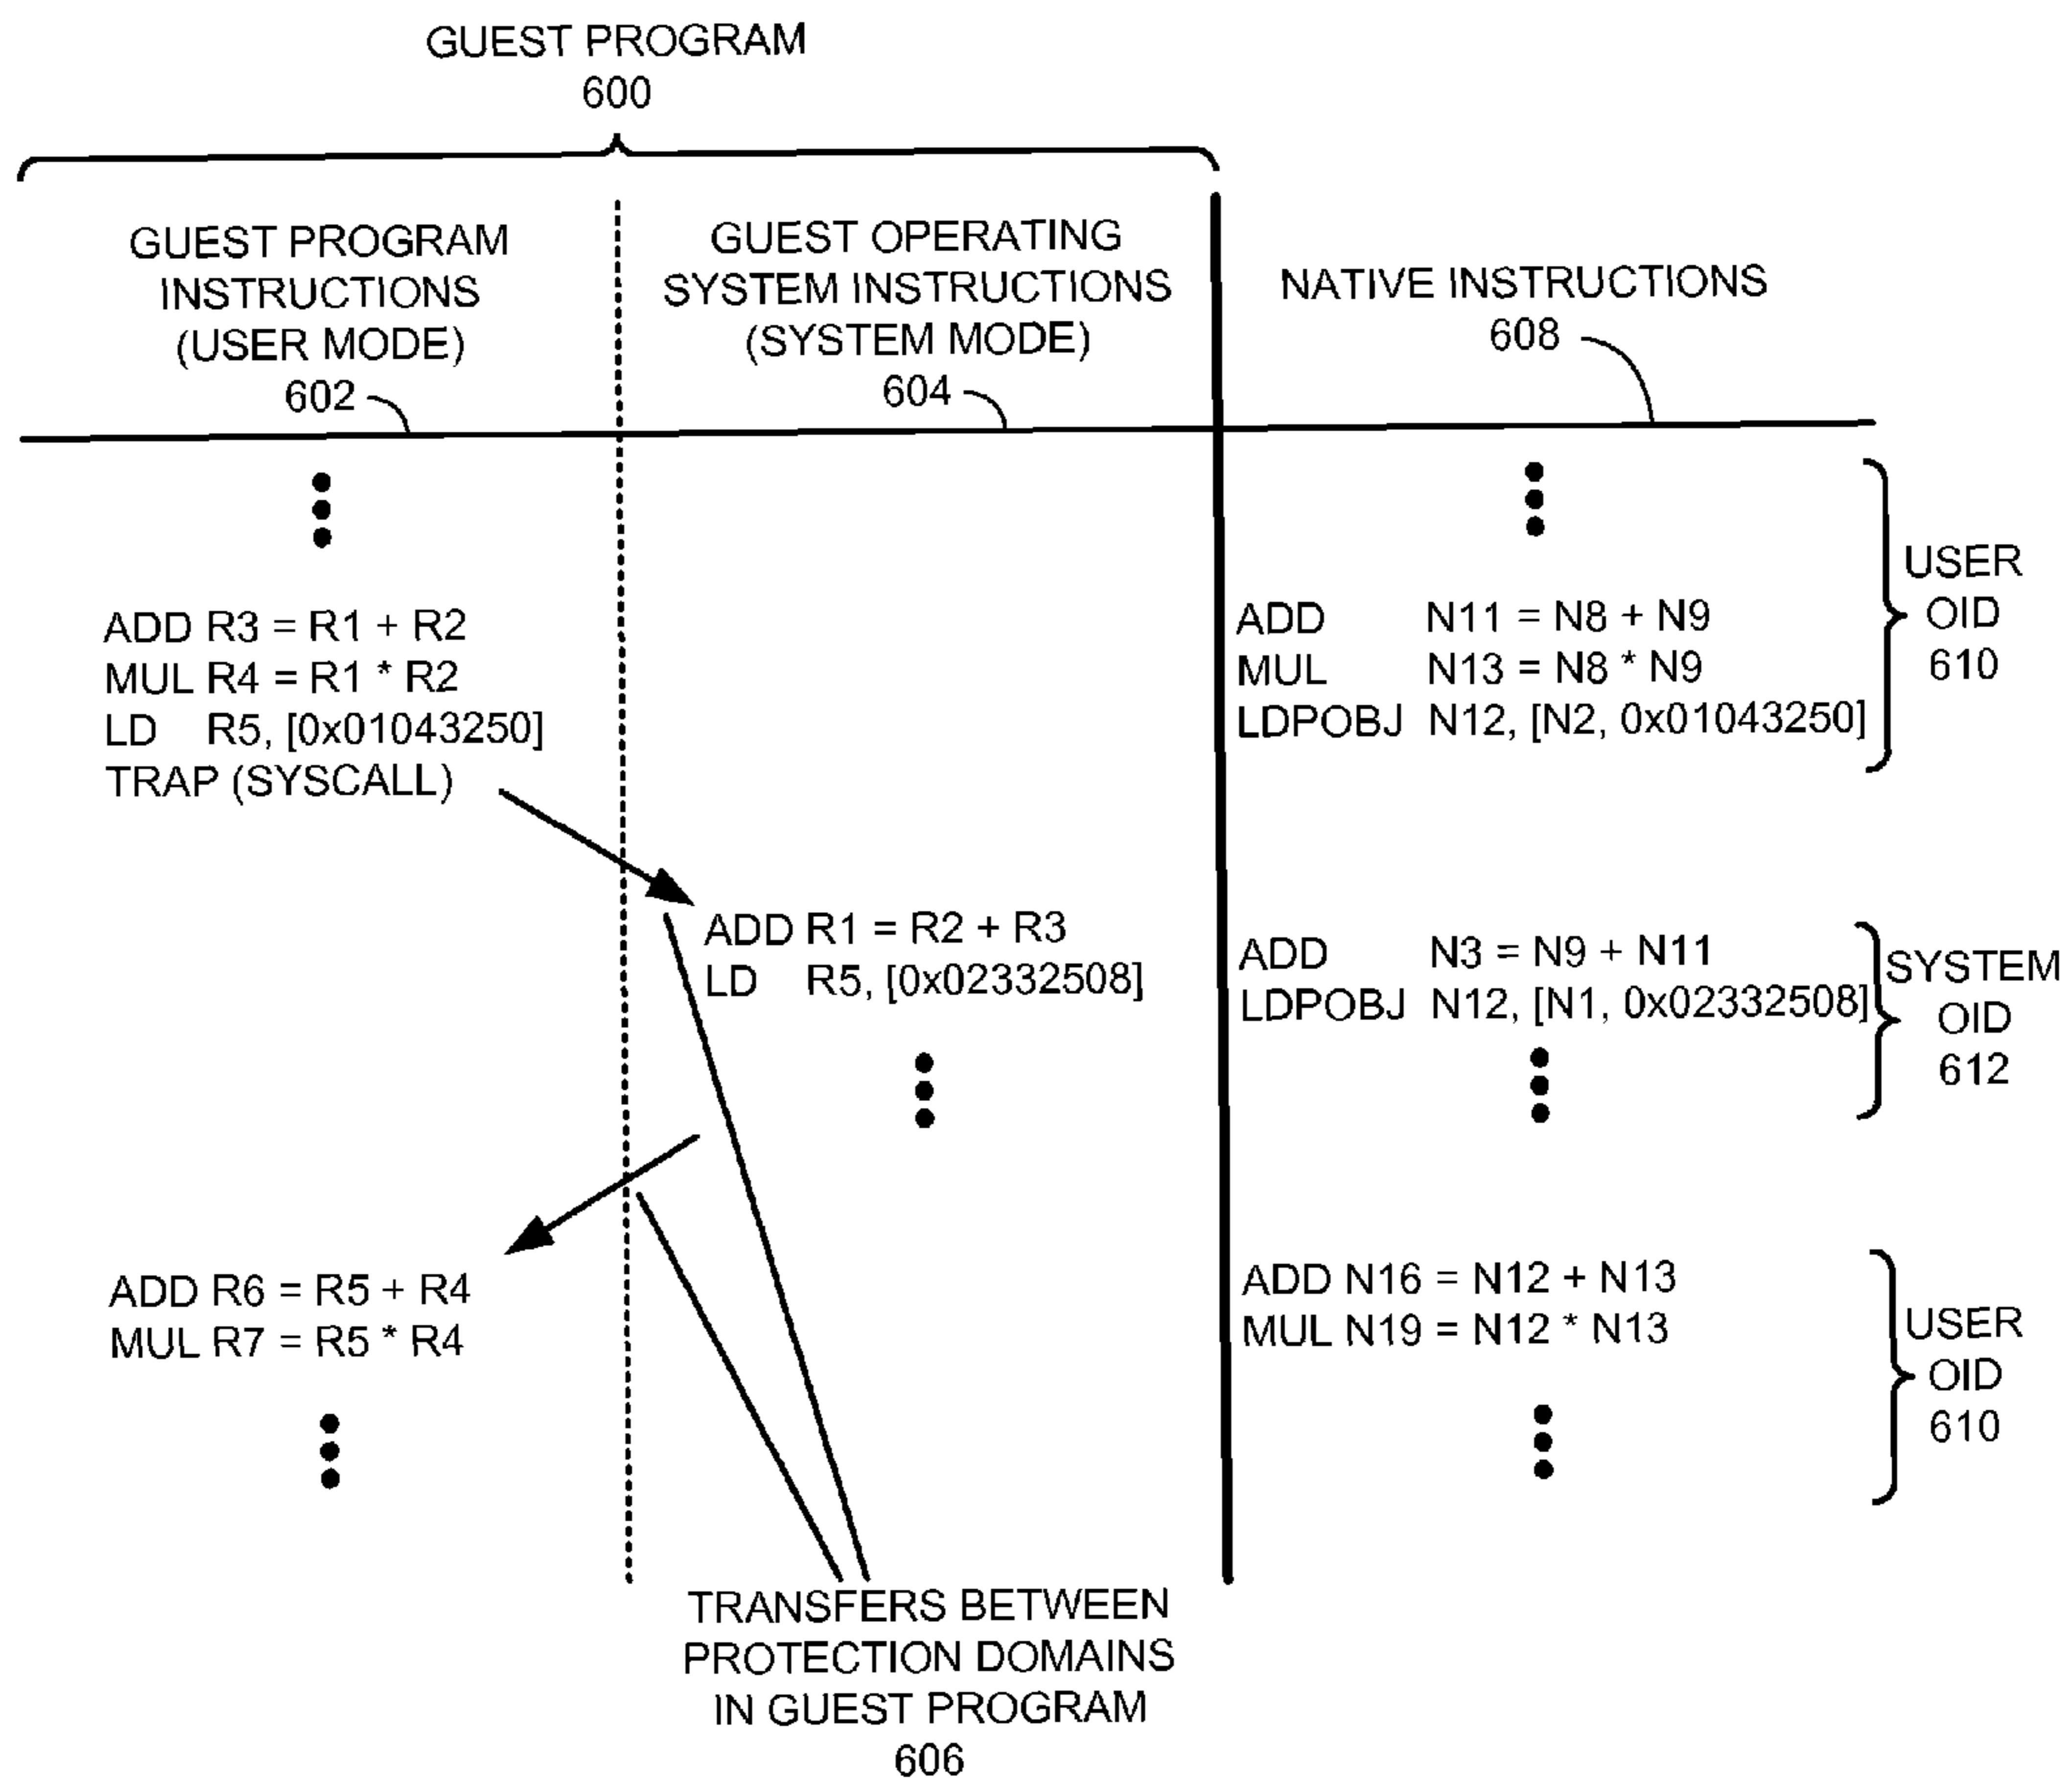 GUEST PROGRAM
600
GUEST PROGRAM
INSTRUCTIONS
(USER MODE)
602
GUEST OPERATING
SYSTEM INSTRUCTIONS
(SYSTEM MODE)
604
NATIVE INSTRUCTIONS
608
ADD R3 = R1 + R2
MUL R4 = R1 * R2
LD R5, [0x01043250]
TRAP (SYSCALL)
ADD N11 = N8 + N9
MUL N13 = N8 * N9
LDPOBJ N12, [N2, 0x01043250]
USER
OID
610
ADD R1 = R2 + R3
LD R5, [0x02332508]
ADD N3 = N9 + N11
LDPOBJ N12, [N1, 0x02332508]
SYSTEM
OID
612
ADD R6 = R5 + R4
MUL R7 = R5 * R4
ADD N16 = N12 + N13
MUL N19 = N12 * N13
USER
OID
610
TRANSFERS BETWEEN
PROTECTION DOMAINS
IN GUEST PROGRAM
606